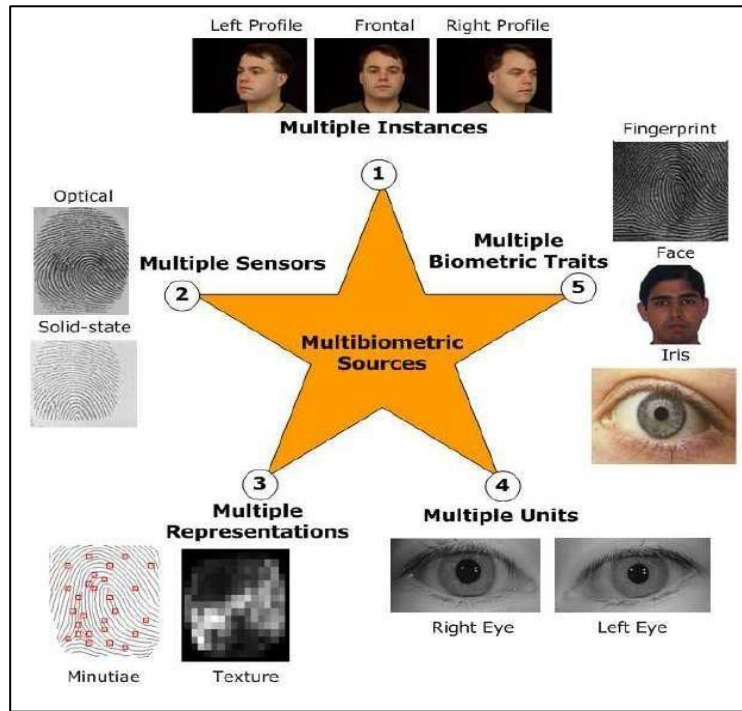 Left Profile
Frontal
Right Profile
Multiple Instances
1
Fingerprint
Optical
Multiple
Biometric Traits
Multiple Sensors
Face
2
5
Solid-state
Multibiometric
Sources
Iris
3
4
Multiple
Representations
Multiple Units
Right Eye
Left Eye
Minutiae
Texture